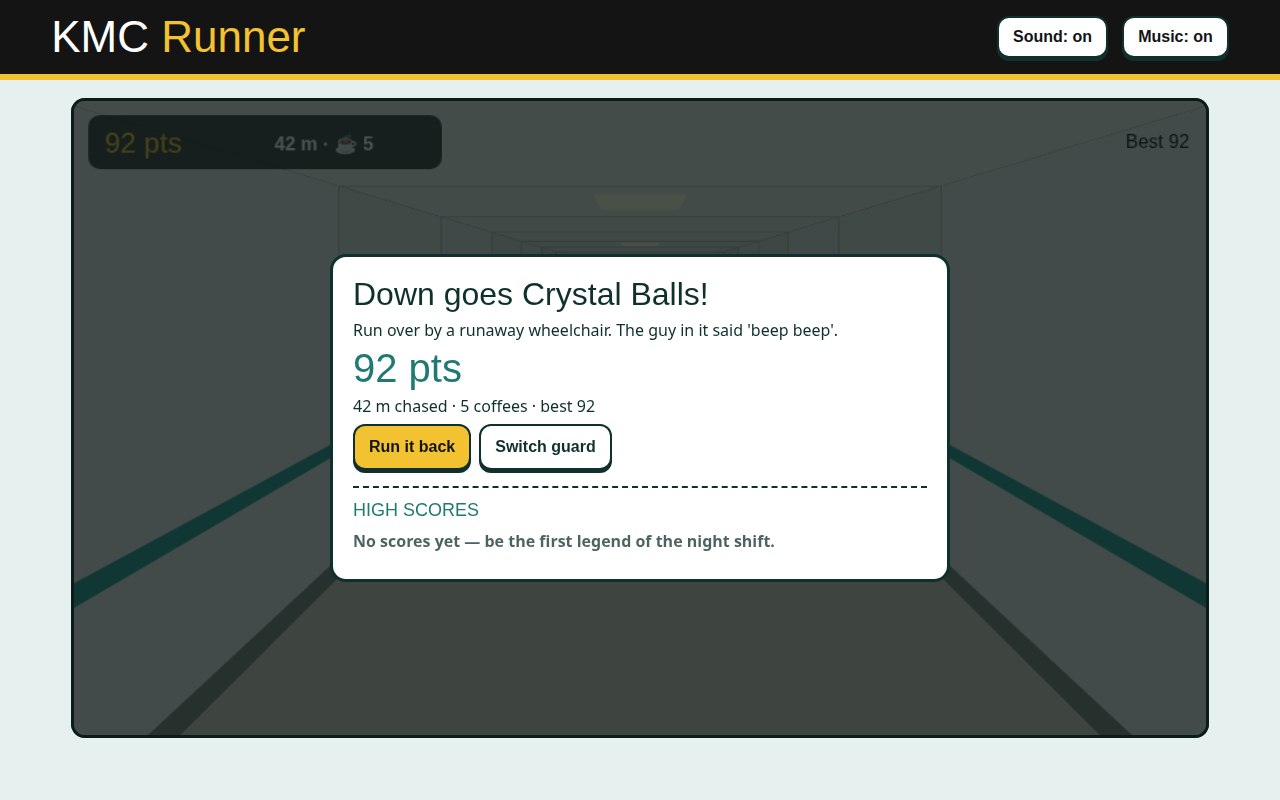 KMC Runner
Sound: on
Music: on
92 pts
42 m · ☕ 5
Best 92
Down goes Crystal Balls!
Run over by a runaway wheelchair. The guy in it said 'beep beep'.
92 pts
42 m chased · 5 coffees · best 92
Run it back
Switch guard
HIGH SCORES
No scores yet — be the first legend of the night shift.